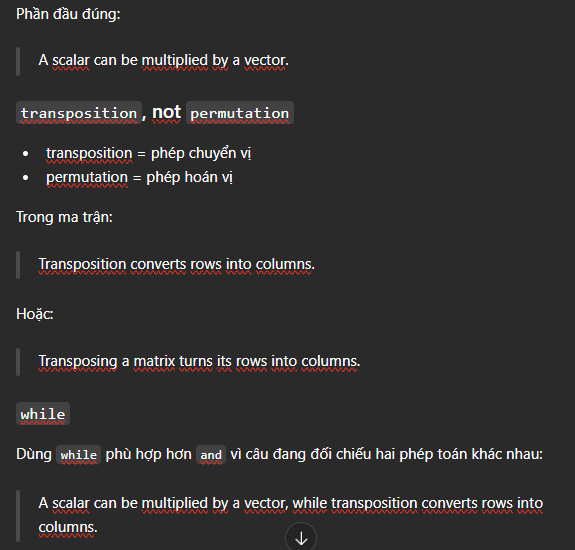 Phần đầu đúng:
A scalar can be multiplied by a vector.
transposition, not permutation
• transposition = phép chuyển vị
• permutation = phép hoán vị
Trong ma trận:
Transposition converts rows into columns.
Hoặc:
Transposing a matrix turns its rows into columns.
while
Dùng while phù hợp hơn and vì câu đang đối chiếu hai phép toán khác nhau:
A scalar can be multiplied by a vector, while transposition converts rows into
columns.